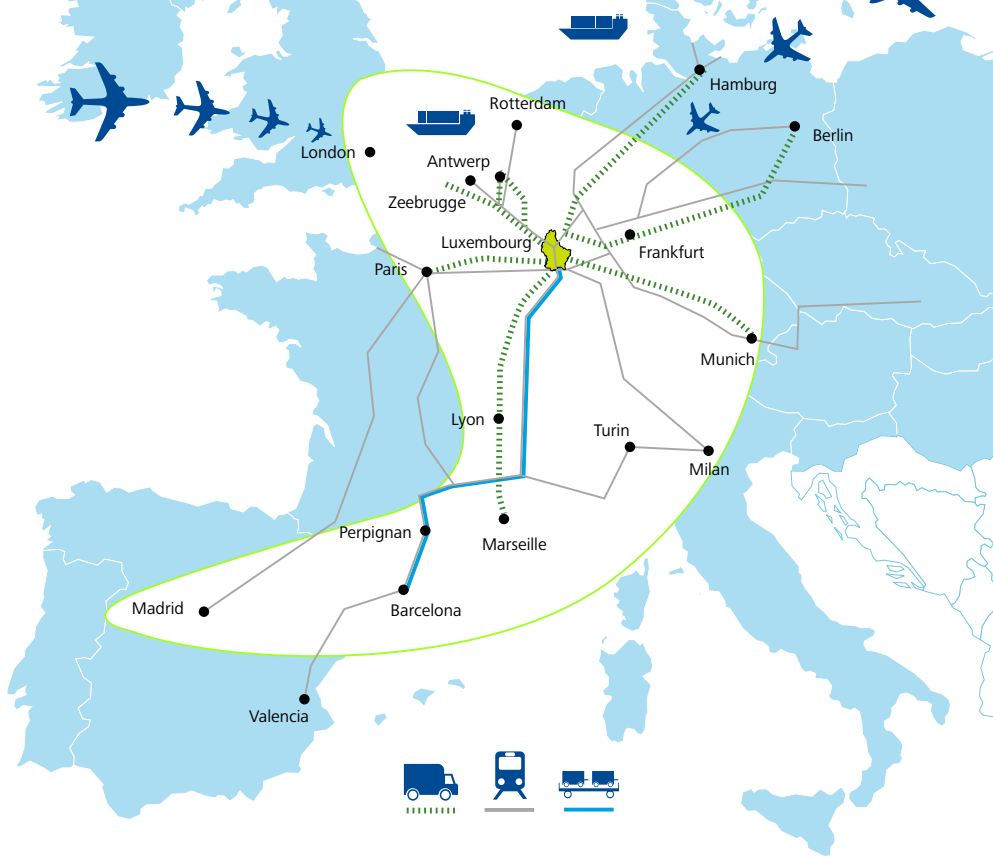 Hamburg
Rotterdam
Berlin
London
Antwerp
Zeebrugge
Luxembourg
Frankfurt
Paris
Munich
Lyon
Turin
Milan
Perpignan
Marseille
Madrid
Barcelona
Valencia